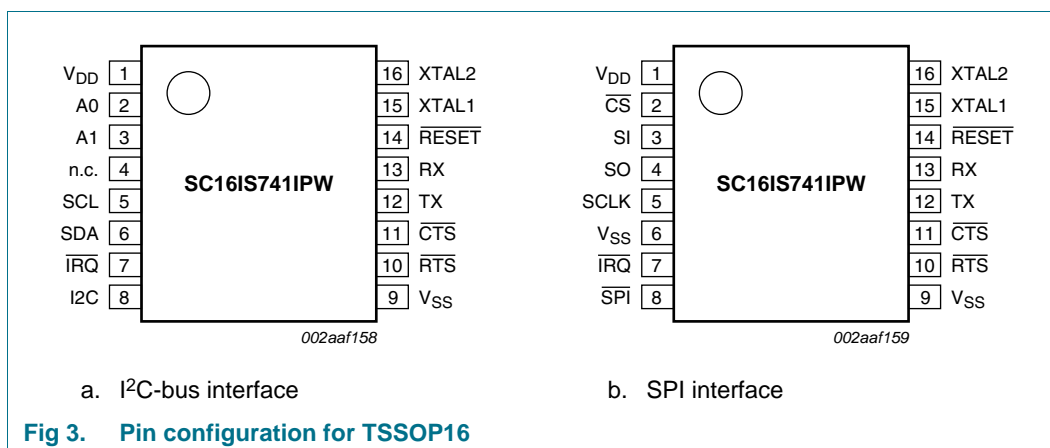 VDD 1
A0 2
A1 3
n.c. 4
SCL 5
SDA 6
IRQ 7
I2C 8
SC16IS741IPW
16 XTAL2
15 XTAL1
14 RESET
13 RX
12 TX
11 CTS
10 RTS
9 VSS
002aaf158
a. I2C-bus interface
VDD 1
CS 2
SI 3
SO 4
SCLK 5
VSS 6
IRQ 7
SPI 8
SC16IS741IPW
16 XTAL2
15 XTAL1
14 RESET
13 RX
12 TX
11 CTS
10 RTS
9 VSS
002aaf159
b. SPI interface
Fig 3. Pin configuration for TSSOP16